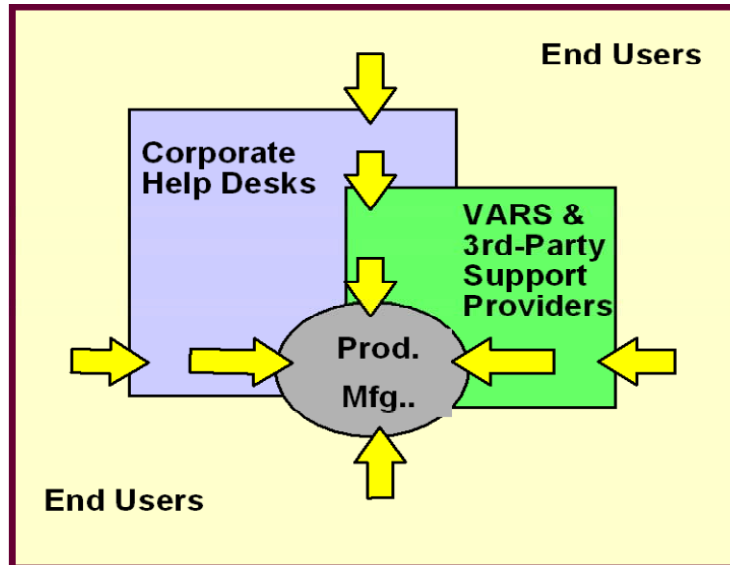 End Users
Corporate
Help Desks
VARS &
3rd-Party
Support
Providers
Prod.
Mfg..
End Users